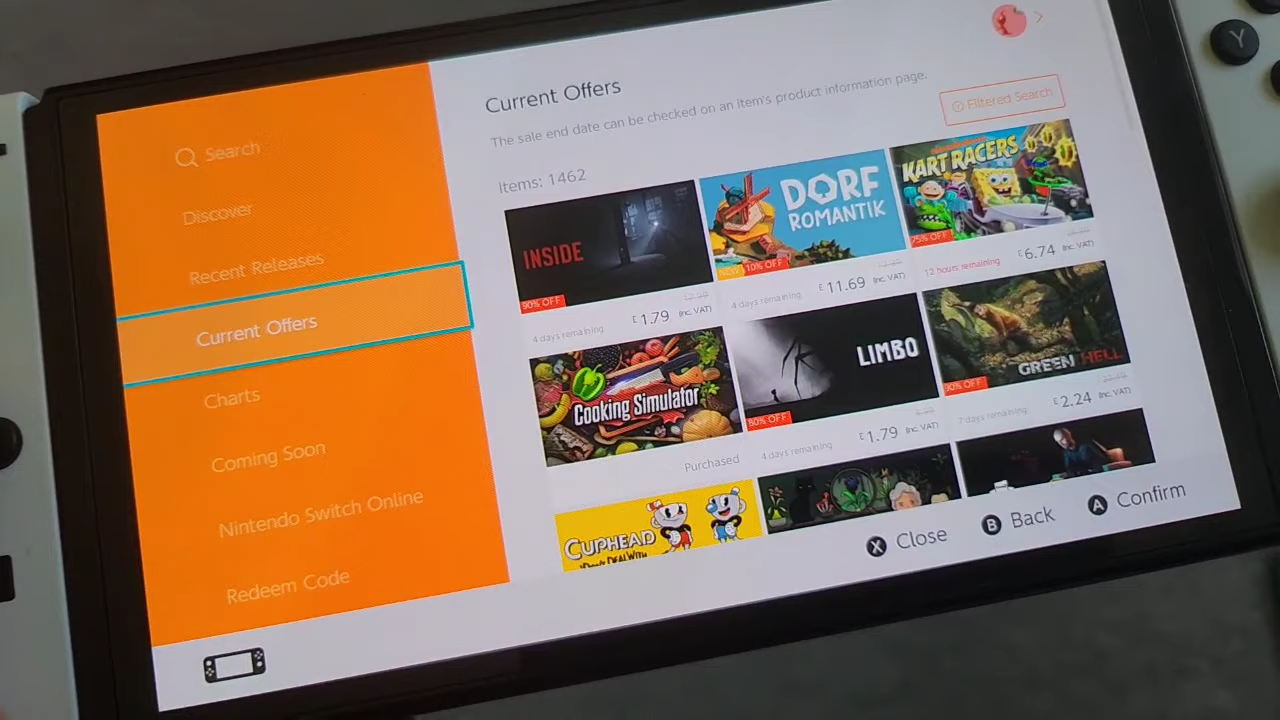 Search
Discover
Recent Releases
Current Offers
Charts
Coming Soon
Nintendo Switch Online
Redeem Code
Current Offers
The sale end date can be checked on an item's product information page.
Filtered Search
Items: 1462
INSIDE
90% OFF
4 days remaining
£1.79 (inc. VAT)
DORF
ROMANTIK
NEW 10% OFF
4 days remaining
£11.69 (inc. VAT)
KART RACERS
75% OFF
12 hours remaining
£6.74 (inc. VAT)
Cooking Simulator
Purchased
LIMBO
80% OFF
4 days remaining
£1.79 (inc. VAT)
GREEN HELL
90% OFF
7 days remaining
£2.24 (inc. VAT)
CUPHEAD
X Close
B Back
A Confirm
Y